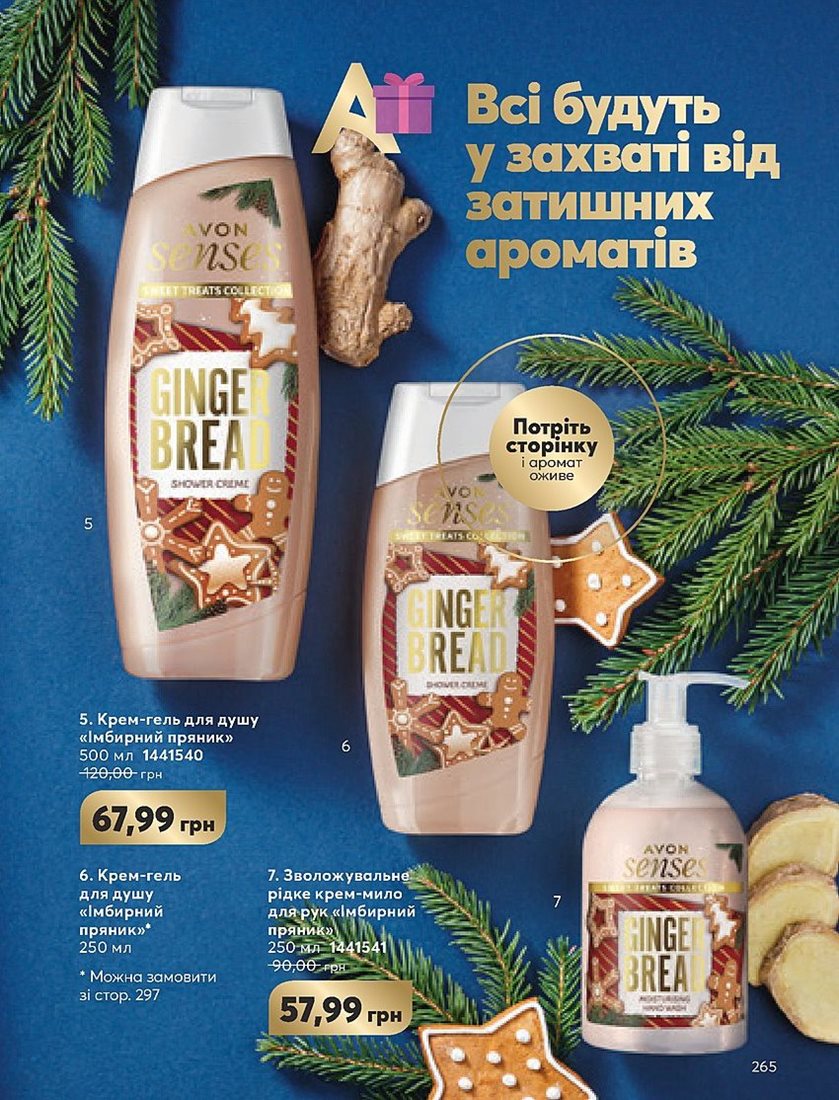 A
Всі будуть
у захваті від
затишних
ароматів
AVON
senses
SWEET TREATS COLLECTION
GINGER
BREAD
SHOWER CREME
Потріть
сторінку
і аромат
оживе
5
AVON
senses
SWEET TREATS COLLECTION
GINGER
BREAD
SHOWER CREME
6
5. Крем-гель для душу
«Імбирний пряник»
500 мл 1441540
120,00 грн
67,99 грн
6. Крем-гель
для душу
«Імбирний
пряник»*
250 мл
* Можна замовити
зі стор. 297
7. Зволожувальне
рідке крем-мило
для рук «Імбирний
пряник»
250 мл 1441541
90,00 грн
57,99 грн
7
AVON
senses
SWEET TREATS COLLECTION
GINGER
BREAD
MOISTURISING
HAND WASH
265